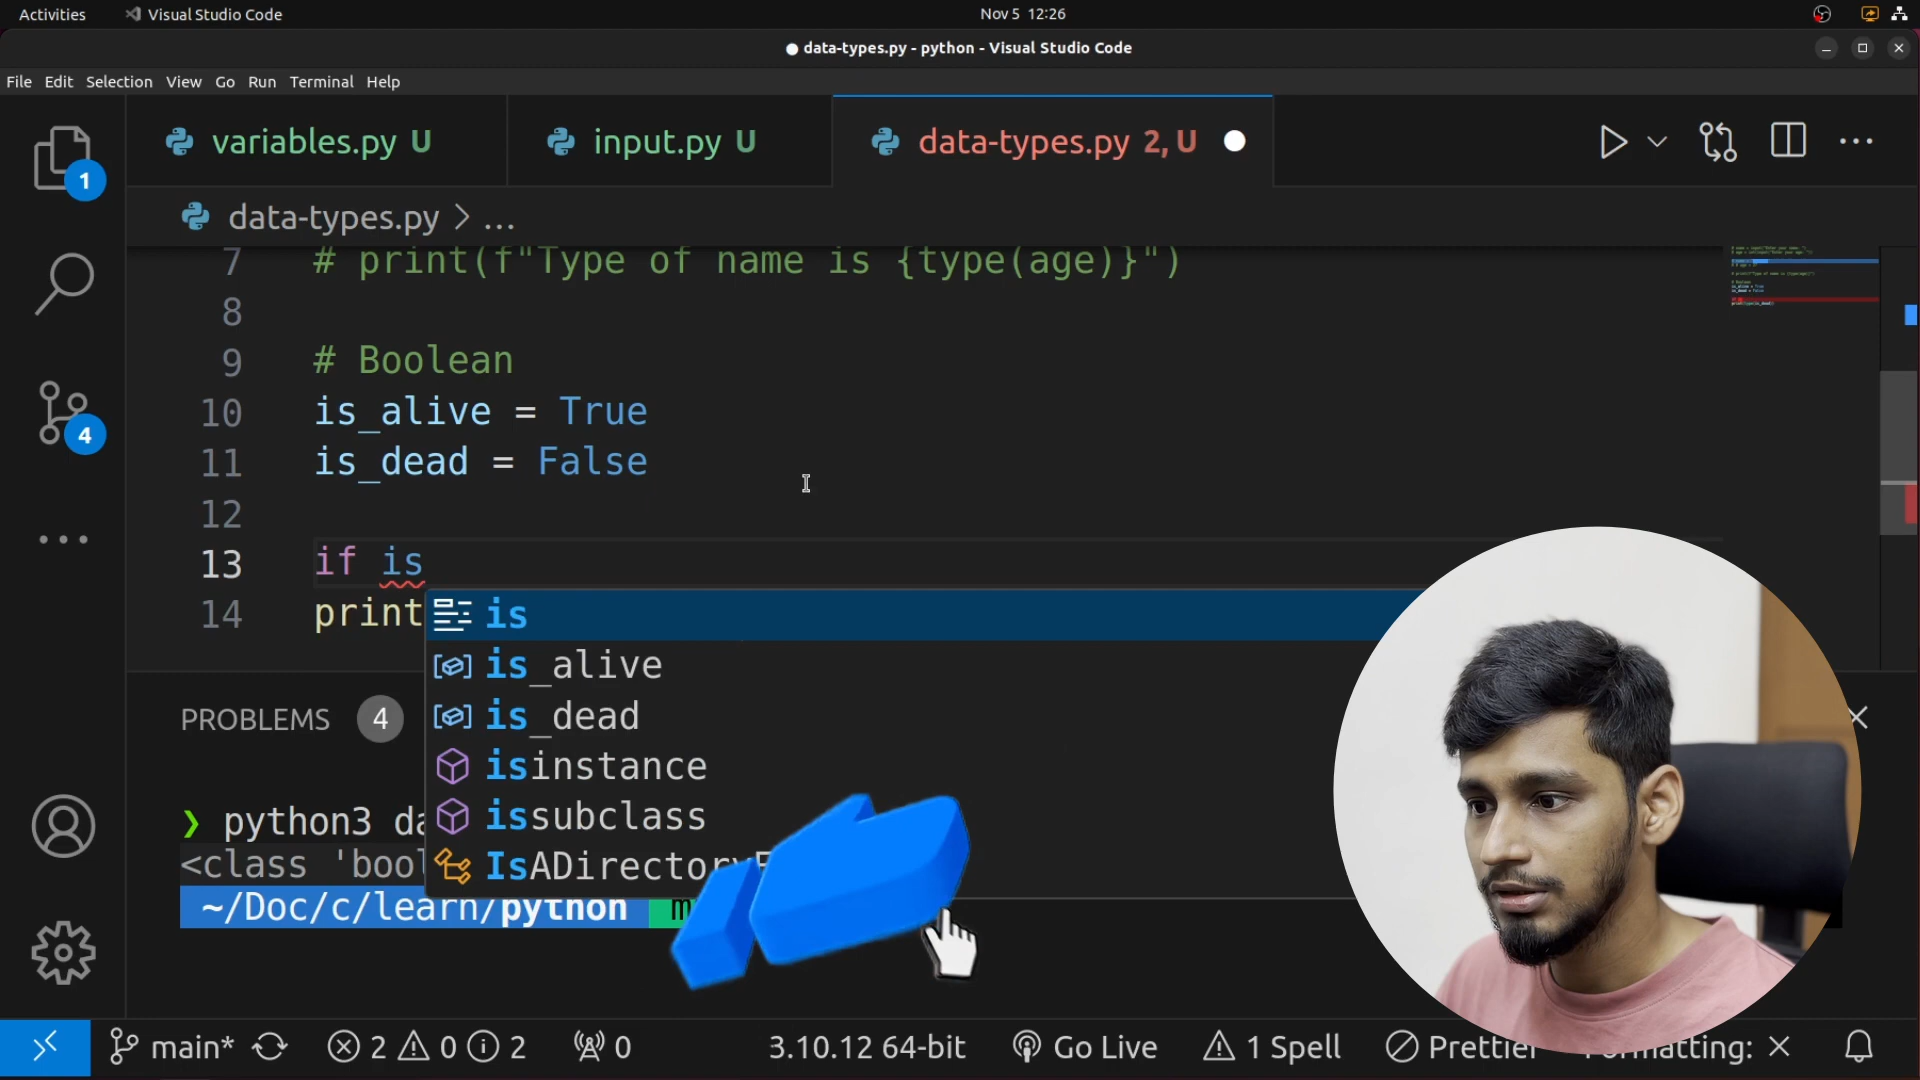 Activities Visual Studio Code Nov 5 12:26
data-types.py - python - Visual Studio Code
File Edit Selection View Go Run Terminal Help
variables.py U input.py U data-types.py 2, U
data-types.py > ...
7 # print(f"Type of name is {type(age)}")
8
9 # Boolean
10 is_alive = True
11 is_dead = False
12
13 if is
14 print
is
is_alive
is_dead
isinstance
issubclass
IsADirectory
PROBLEMS 4
❯ python3 da
<class 'bool
~/Doc/c/learn/python m
1
4
main* 2 0 2 0 3.10.12 64-bit Go Live 1 Spell Prettier Formatting: